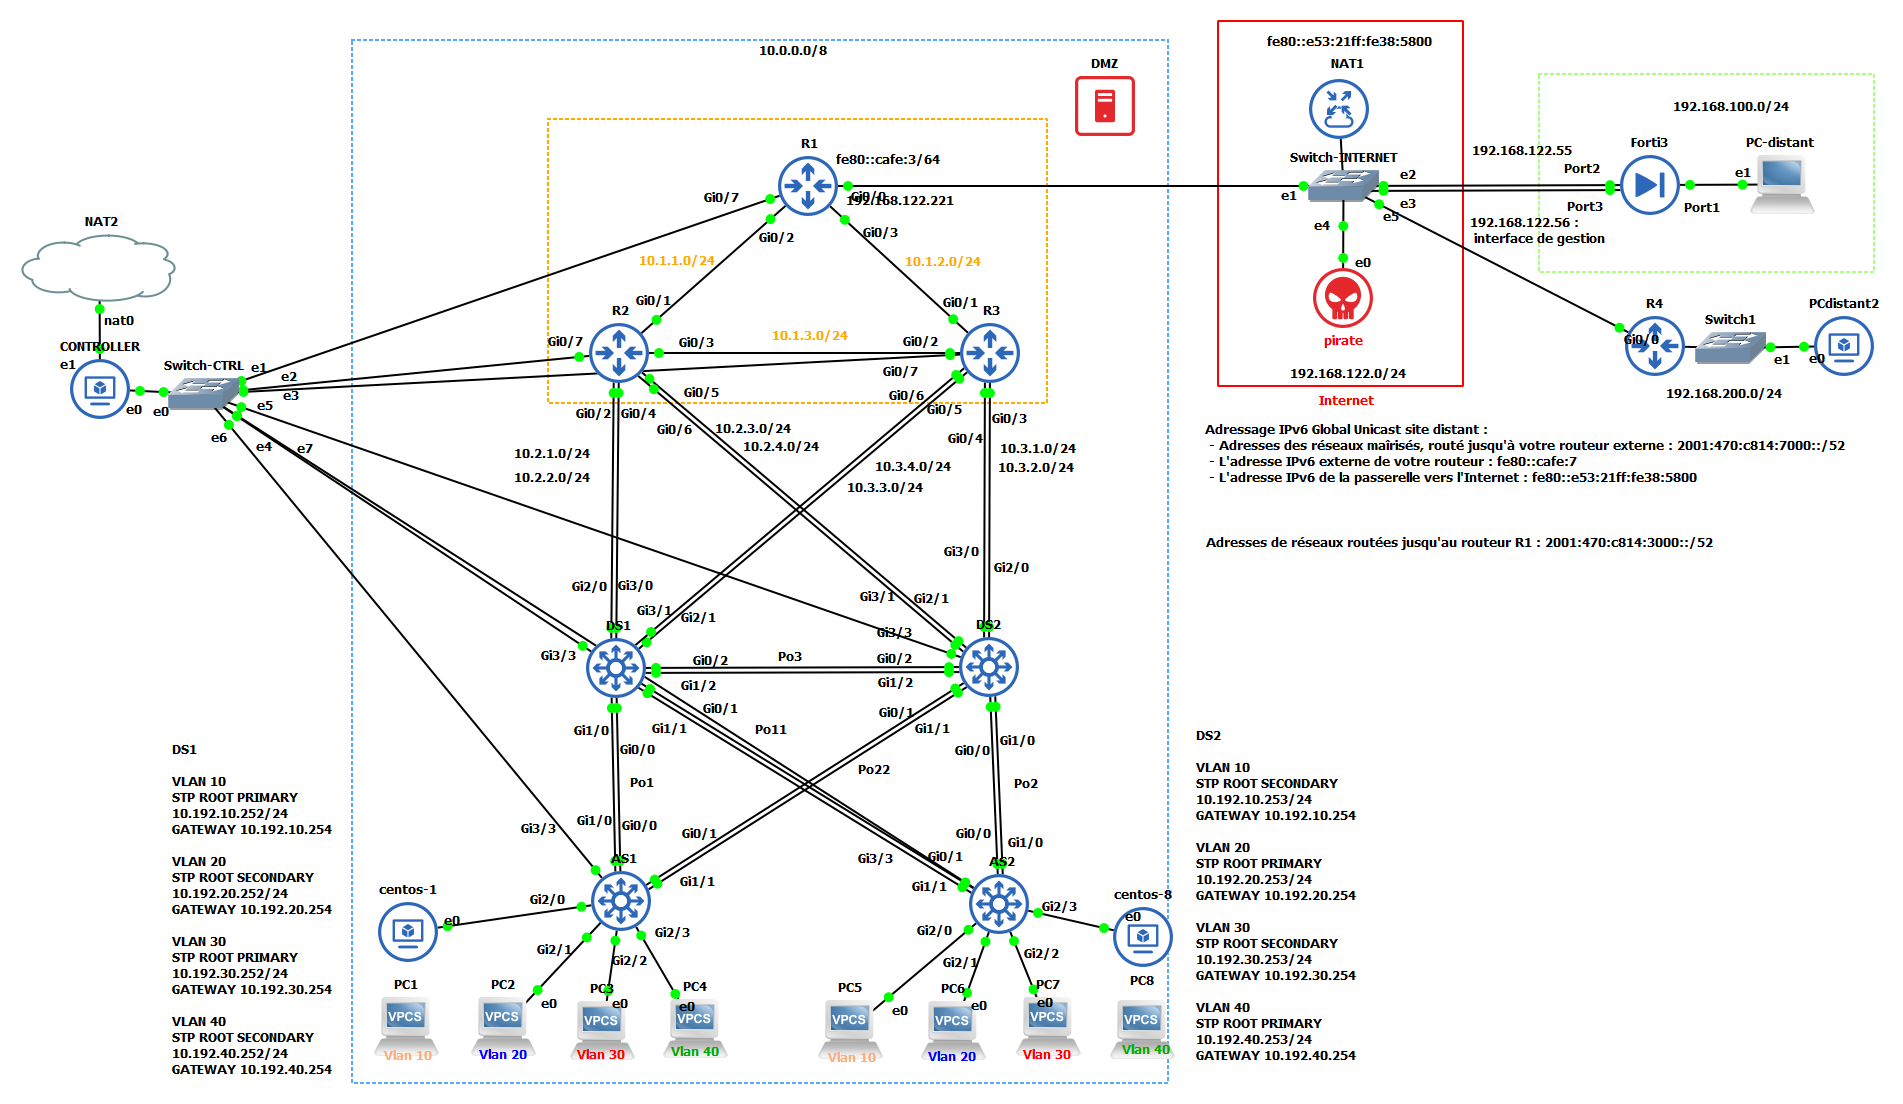 10.0.0.0/8
DMZ
fe80::e53:21ff:fe38:5800
NAT1
192.168.100.0/24
R1
fe80::cafe:3/64
Switch-INTERNET
192.168.122.55
Forti3
PC-distant
Port2
e1
e2
Gi0/7
Gi0/0
192.168.122.221
e1
e3
Port3
Port1
e5
192.168.122.56 :
interface de gestion
NAT2
Gi0/2
Gi0/3
e4
10.1.1.0/24
10.1.2.0/24
e0
Gi0/1
Gi0/1
R2
R3
R4
PCdistant2
nat0
Switch1
CONTROLLER
Gi0/7
Gi0/3
10.1.3.0/24
Gi0/2
pirate
Gi0/0
e1
e0
e1
Switch-CTRL
e1
e2
e3
Gi0/7
192.168.122.0/24
Gi0/5
Gi0/6
192.168.200.0/24
e0
e0
e5
Gi0/2
Gi0/4
Gi0/5
Internet
e6
e4
e7
Gi0/6
10.2.3.0/24
10.2.4.0/24
Gi0/3
Gi0/4
10.2.1.0/24
10.2.2.0/24
10.3.4.0/24
10.3.3.0/24
10.3.1.0/24
10.3.2.0/24
Adressage IPv6 Global Unicast site distant :
- Adresses des réseaux maîrisés, routé jusqu'à votre routeur externe : 2001:470:c814:7000::/52
- L'adresse IPv6 externe de votre routeur : fe80::cafe:7
- L'adresse IPv6 de la passerelle vers l'Internet : fe80::e53:21ff:fe38:5800
Adresses de réseaux routées jusqu'au routeur R1 : 2001:470:c814:3000::/52
Gi3/0
Gi2/0
Gi2/0
Gi3/0
Gi3/1
Gi2/1
Gi3/1
Gi2/1
DS1
DS2
Gi3/3
Gi3/3
Gi0/2
Po3
Gi0/2
Gi1/2
Gi1/2
Gi0/1
Gi1/1
Po11
Gi0/1
Gi1/1
Gi1/0
Gi0/0
Gi0/0
Gi1/0
Po1
Po22
Po2
Gi3/3
Gi1/0
Gi0/0
Gi0/1
Gi0/0
Gi1/0
AS1
Gi3/3
Gi0/1
AS2
Gi1/1
Gi1/1
centos-1
centos-8
Gi2/0
e0
Gi2/3
e0
Gi2/1
Gi2/2
Gi2/3
Gi2/0
Gi2/1
Gi2/2
PC1
PC2
PC3
PC4
PC5
PC6
PC7
PC8
e0
e0
e0
e0
e0
e0
VPCS
VPCS
VPCS
VPCS
VPCS
VPCS
VPCS
VPCS
Vlan 10
Vlan 20
Vlan 30
Vlan 40
Vlan 10
Vlan 20
Vlan 30
Vlan 40
DS1
VLAN 10
STP ROOT PRIMARY
10.192.10.252/24
GATEWAY 10.192.10.254
VLAN 20
STP ROOT SECONDARY
10.192.20.252/24
GATEWAY 10.192.20.254
VLAN 30
STP ROOT PRIMARY
10.192.30.252/24
GATEWAY 10.192.30.254
VLAN 40
STP ROOT SECONDARY
10.192.40.252/24
GATEWAY 10.192.40.254
DS2
VLAN 10
STP ROOT SECONDARY
10.192.10.253/24
GATEWAY 10.192.10.254
VLAN 20
STP ROOT PRIMARY
10.192.20.253/24
GATEWAY 10.192.20.254
VLAN 30
STP ROOT SECONDARY
10.192.30.253/24
GATEWAY 10.192.30.254
VLAN 40
STP ROOT PRIMARY
10.192.40.253/24
GATEWAY 10.192.40.254